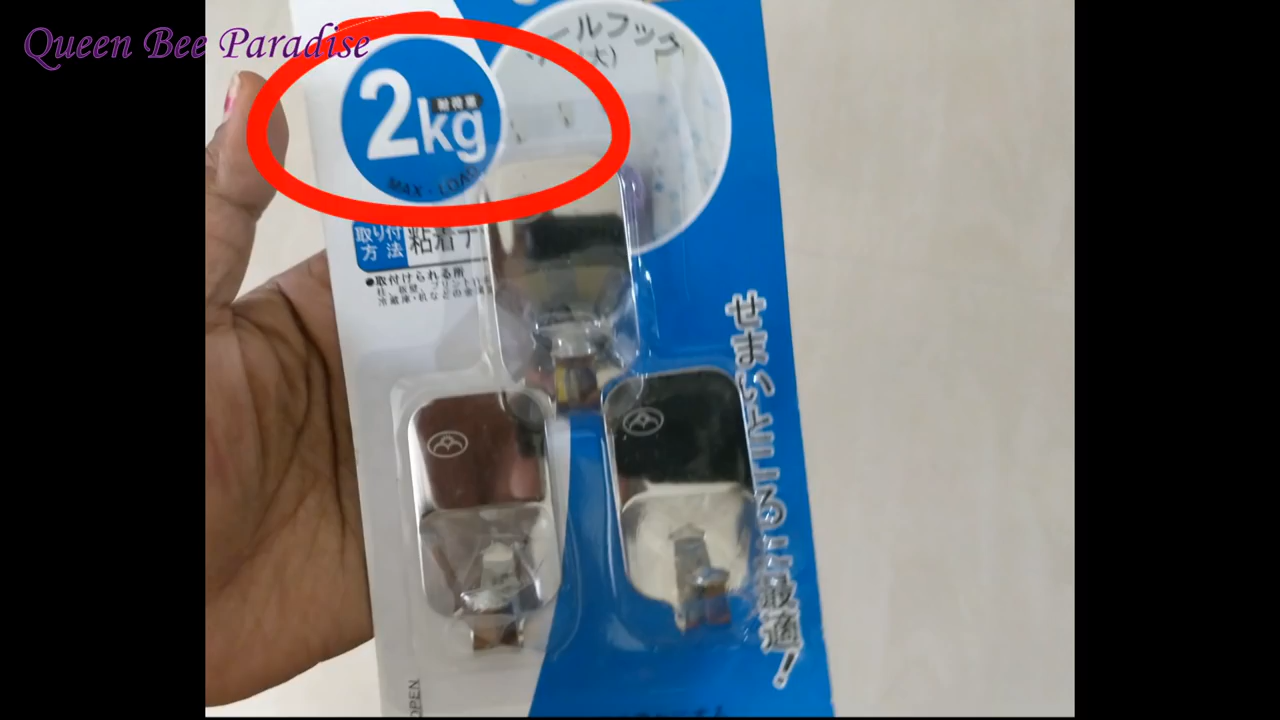 Queen Bee Paradise
ールフック
(大)
2kg
耐荷重
MAX・LOAD
取り付
方法
粘着テ
●取付けられる所
せまいところに最適！
OPEN